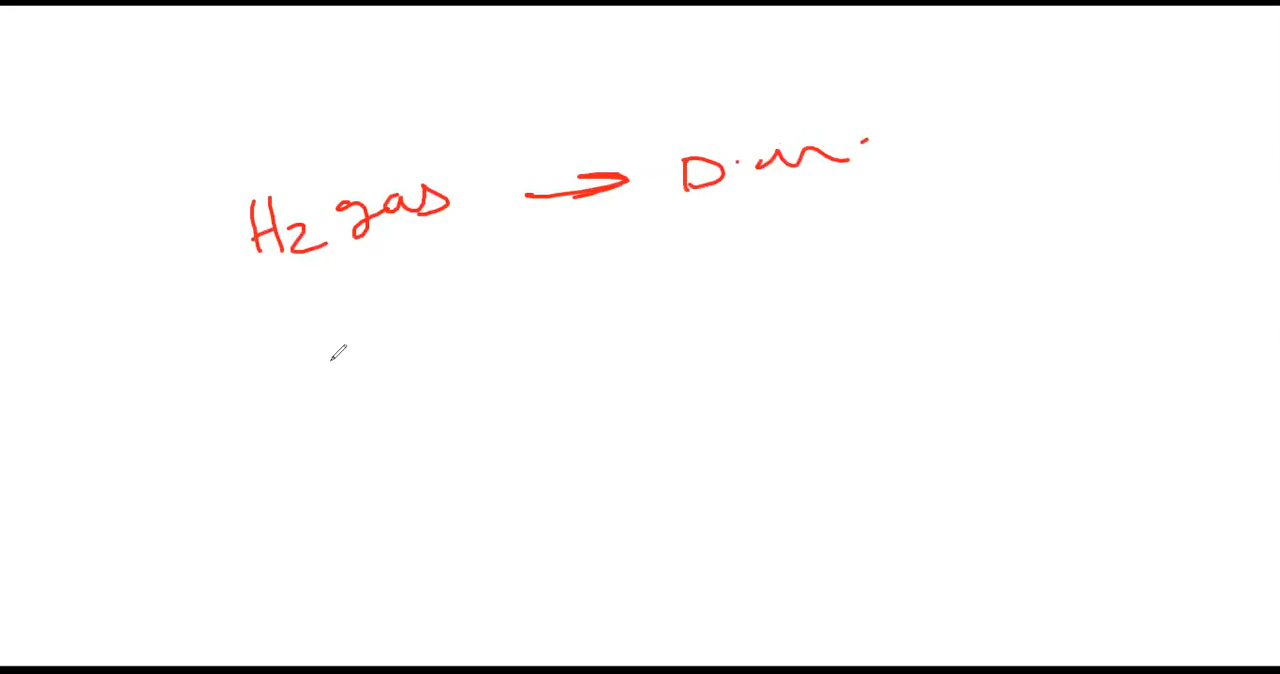 H2 gas → D.m.